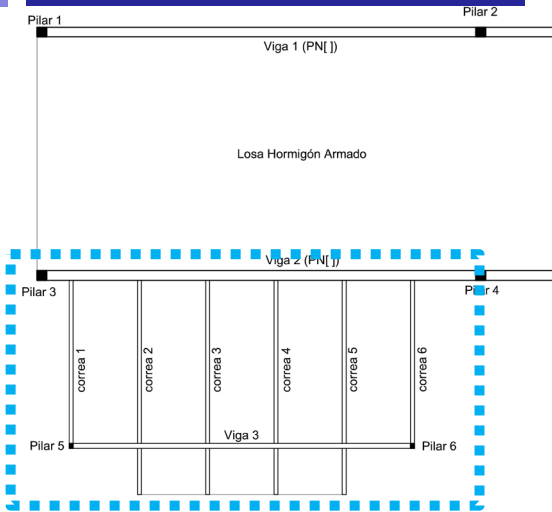 Pilar 1
Pilar 2
Viga 1 (PN[ ])
Losa Hormigón Armado
Viga 2 (PN[ ])
Pilar 3
Pilar 4
correa 1
correa 2
correa 3
correa 4
correa 5
correa 6
Viga 3
Pilar 5
Pilar 6